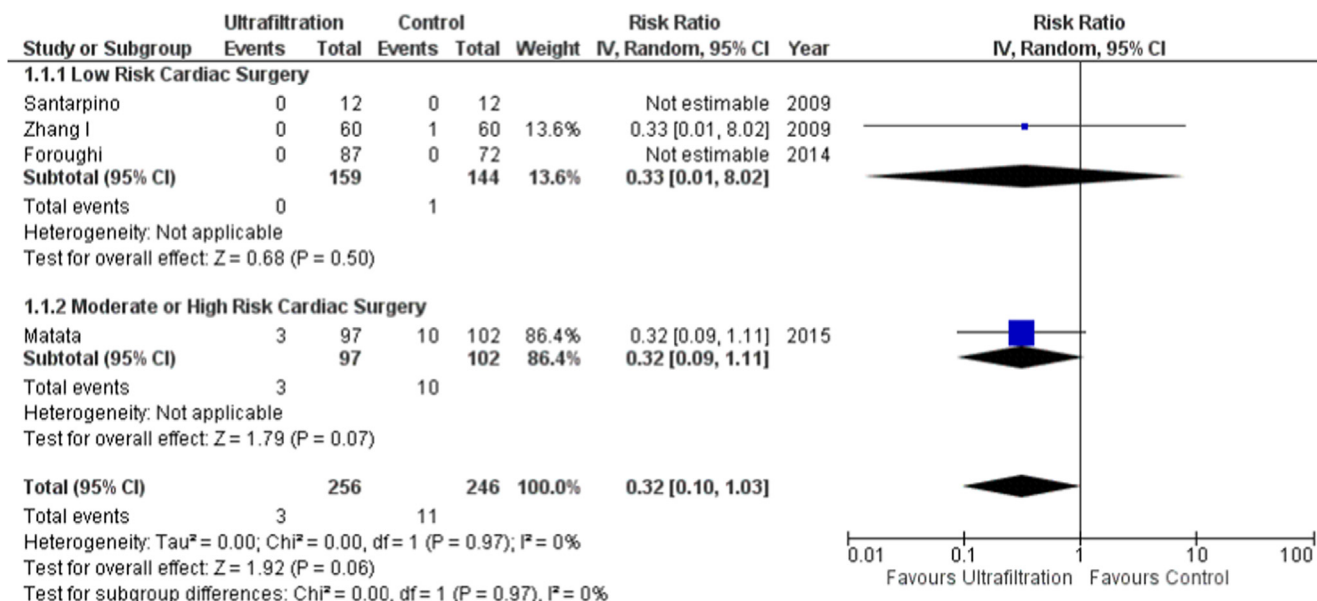 Ultrafiltration Control Risk Ratio Risk Ratio
Study or Subgroup Events Total Events Total Weight IV, Random, 95% CI Year IV, Random, 95% CI
1.1.1 Low Risk Cardiac Surgery
Santarpino 0 12 0 12 Not estimable 2009
Zhang l 0 60 1 60 13.6% 0.33 [0.01, 8.02] 2009
Foroughi 0 87 0 72 Not estimable 2014
Subtotal (95% CI) 159 144 13.6% 0.33 [0.01, 8.02]
Total events 0 1
Heterogeneity: Not applicable
Test for overall effect: Z = 0.68 (P = 0.50)
1.1.2 Moderate or High Risk Cardiac Surgery
Matata 3 97 10 102 86.4% 0.32 [0.09, 1.11] 2015
Subtotal (95% CI) 97 102 86.4% 0.32 [0.09, 1.11]
Total events 3 10
Heterogeneity: Not applicable
Test for overall effect: Z = 1.79 (P = 0.07)
Total (95% CI) 256 246 100.0% 0.32 [0.10, 1.03]
Total events 3 11
Heterogeneity: Tau² = 0.00; Chi² = 0.00, df = 1 (P = 0.97); I² = 0%
Test for overall effect: Z = 1.92 (P = 0.06)
Test for subgroup differences: Chi² = 0.00, df = 1 (P = 0.97), I² = 0%
0.01 0.1 1 10 100
Favours Ultrafiltration Favours Control